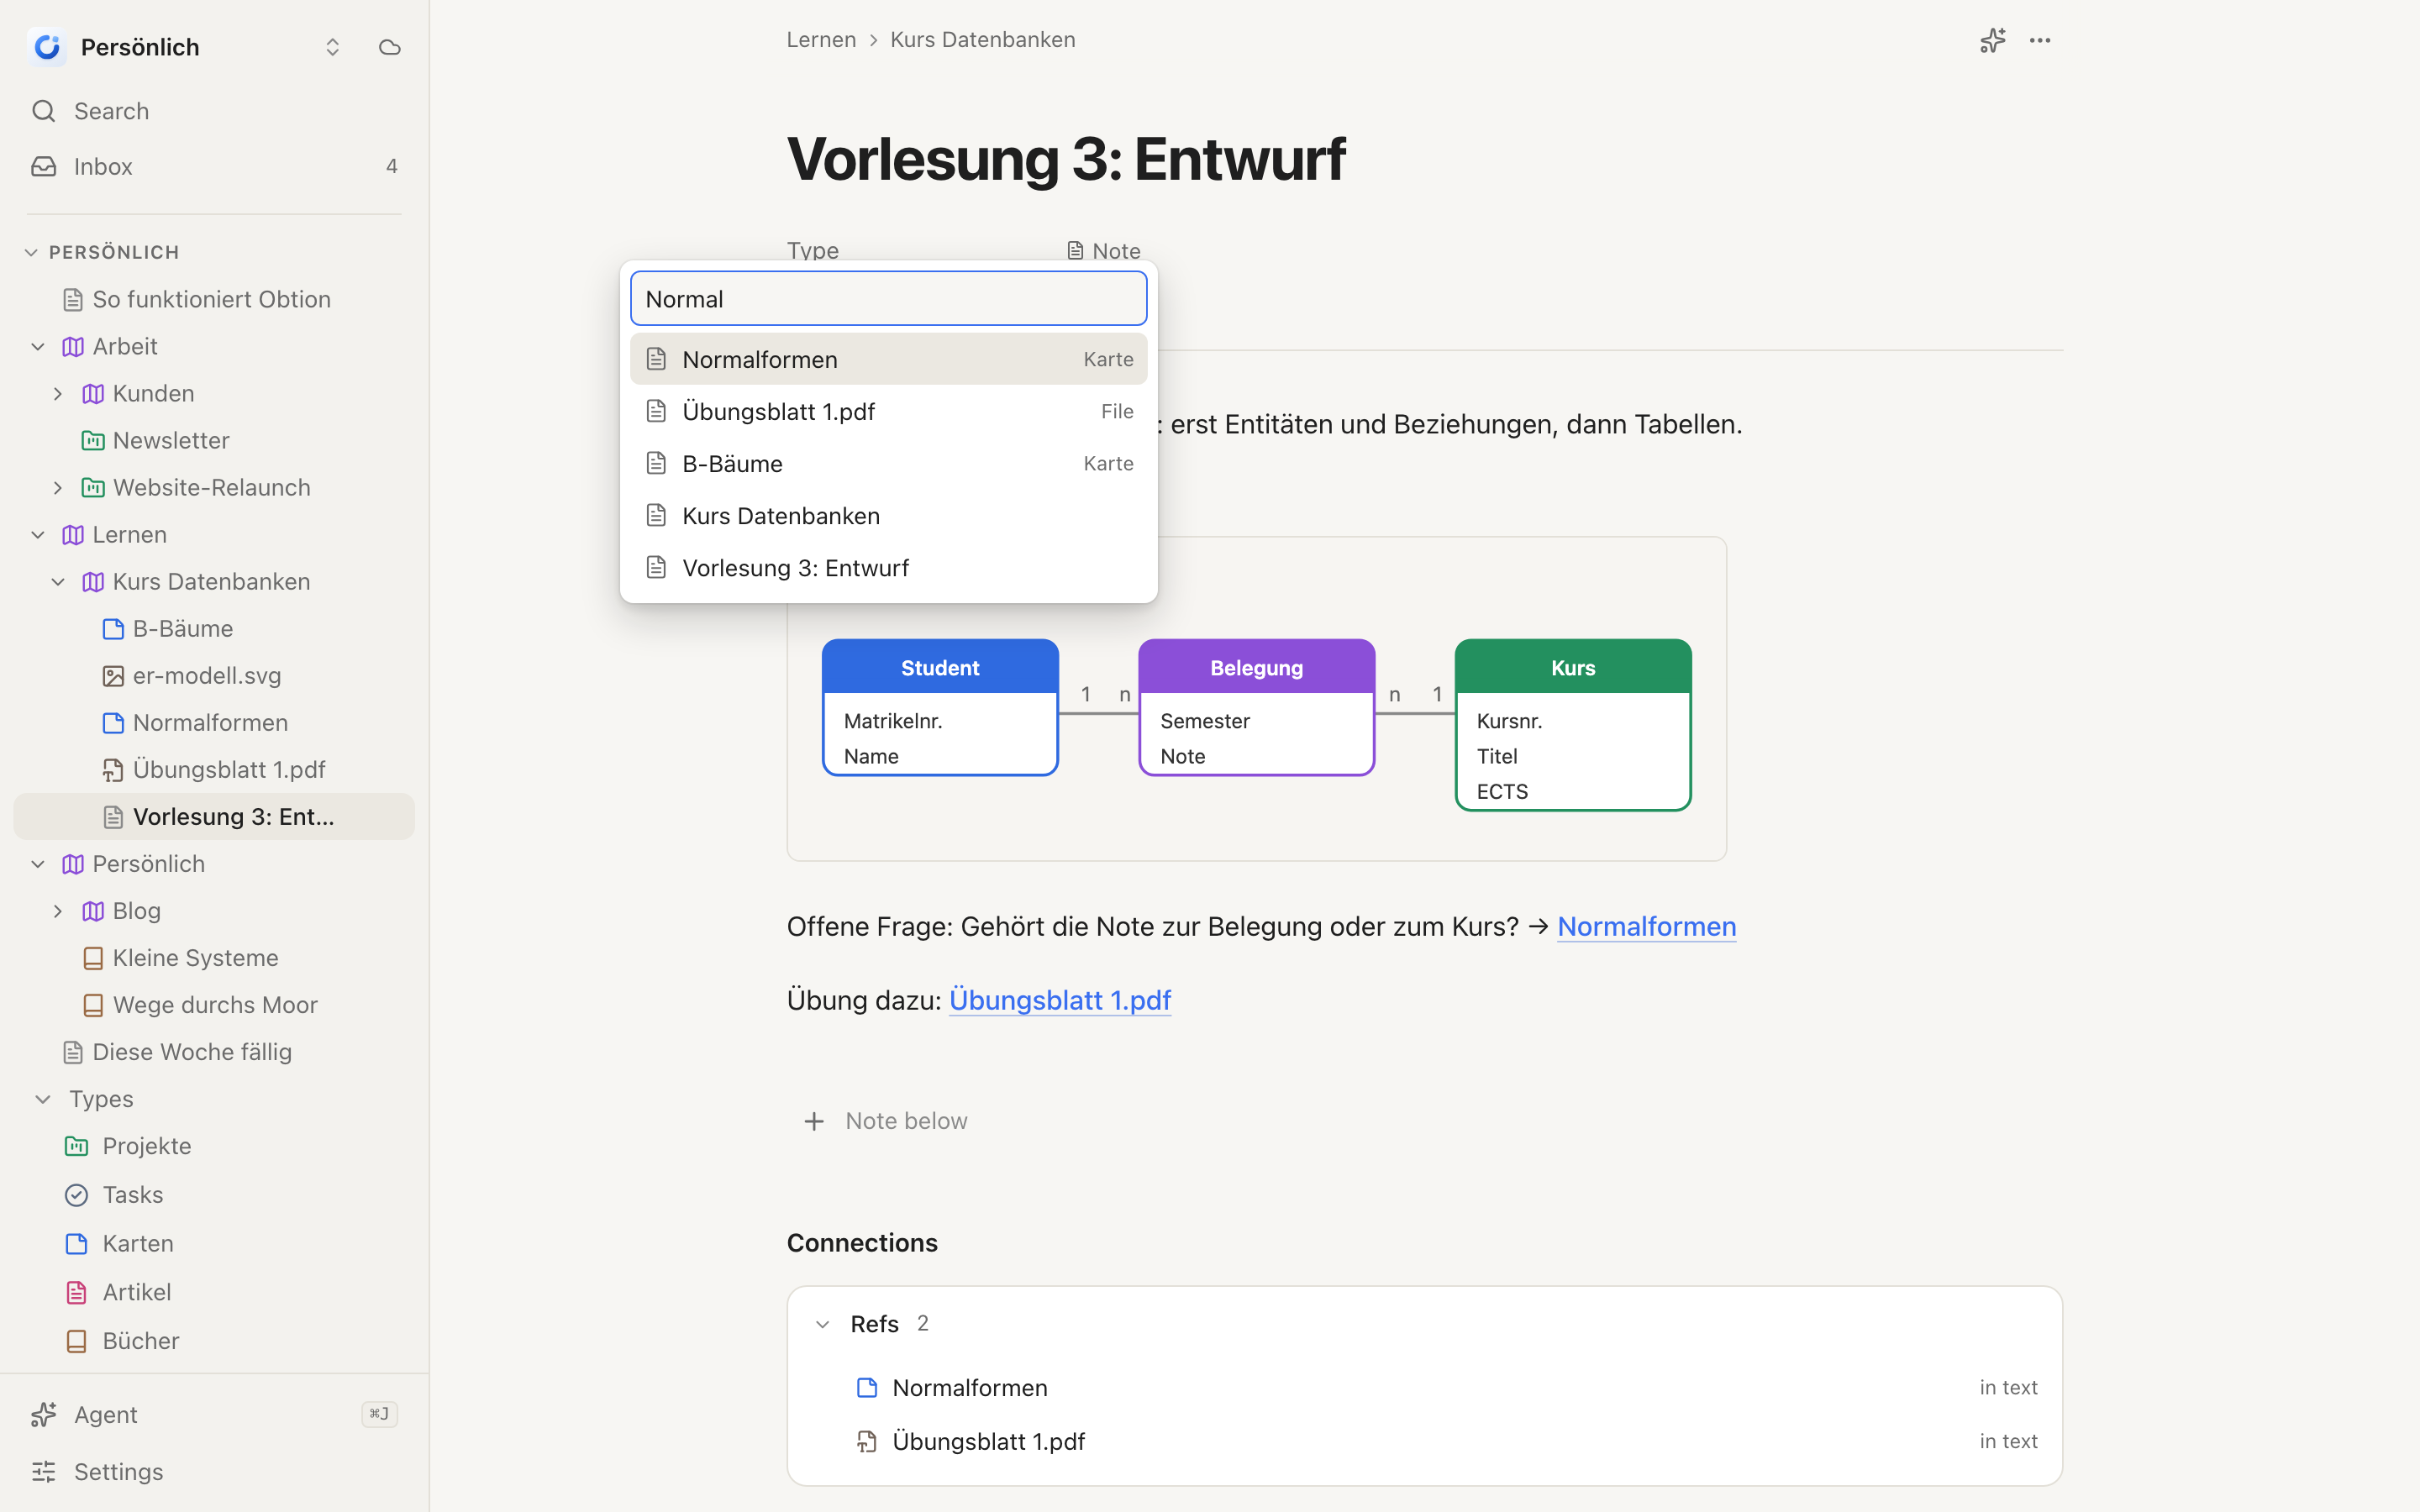 Persönlich
Search
Inbox 4
PERSÖNLICH
So funktioniert Obtion
Arbeit
Kunden
Newsletter
Website-Relaunch
Lernen
Kurs Datenbanken
B-Bäume
er-modell.svg
Normalformen
Übungsblatt 1.pdf
Vorlesung 3: Ent...
Persönlich
Blog
Kleine Systeme
Wege durchs Moor
Diese Woche fällig
Types
Projekte
Tasks
Karten
Artikel
Bücher
Agent ⌘J
Settings
Lernen > Kurs Datenbanken
Vorlesung 3: Entwurf
Type Note
Normal
Normalformen Karte
Übungsblatt 1.pdf File
B-Bäume Karte
Kurs Datenbanken
Vorlesung 3: Entwurf
: erst Entitäten und Beziehungen, dann Tabellen.
Student
Matrikelnr.
Name
1 n
Belegung
Semester
Note
n 1
Kurs
Kursnr.
Titel
ECTS
Offene Frage: Gehört die Note zur Belegung oder zum Kurs? → Normalformen
Übung dazu: Übungsblatt 1.pdf
+ Note below
Connections
Refs 2
Normalformen in text
Übungsblatt 1.pdf in text